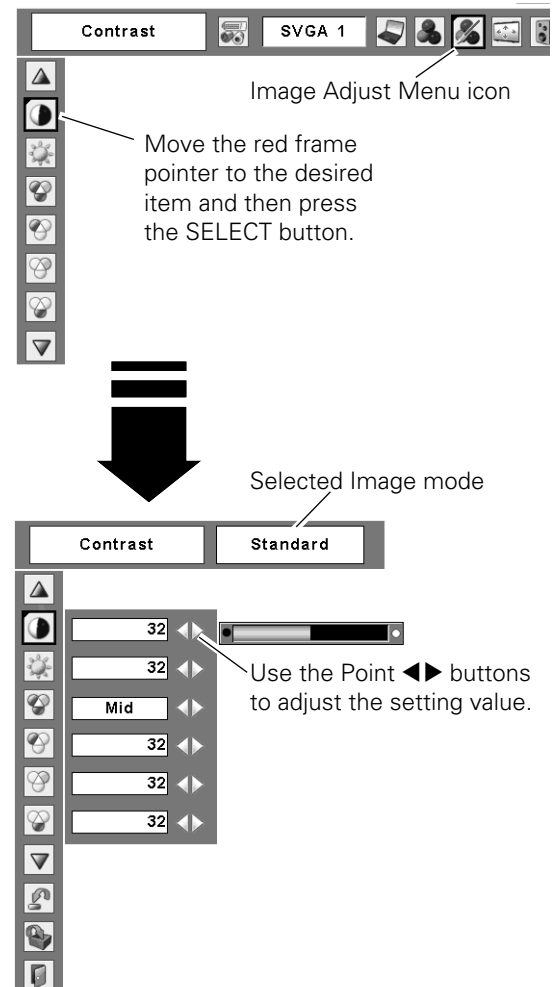 Contrast
SVGA 1
Image Adjust Menu icon
Move the red frame
pointer to the desired
item and then press
the SELECT button.
Selected Image mode
Contrast
Standard
32
32
Mid
32
32
32
Use the Point ◀▶ buttons
to adjust the setting value.